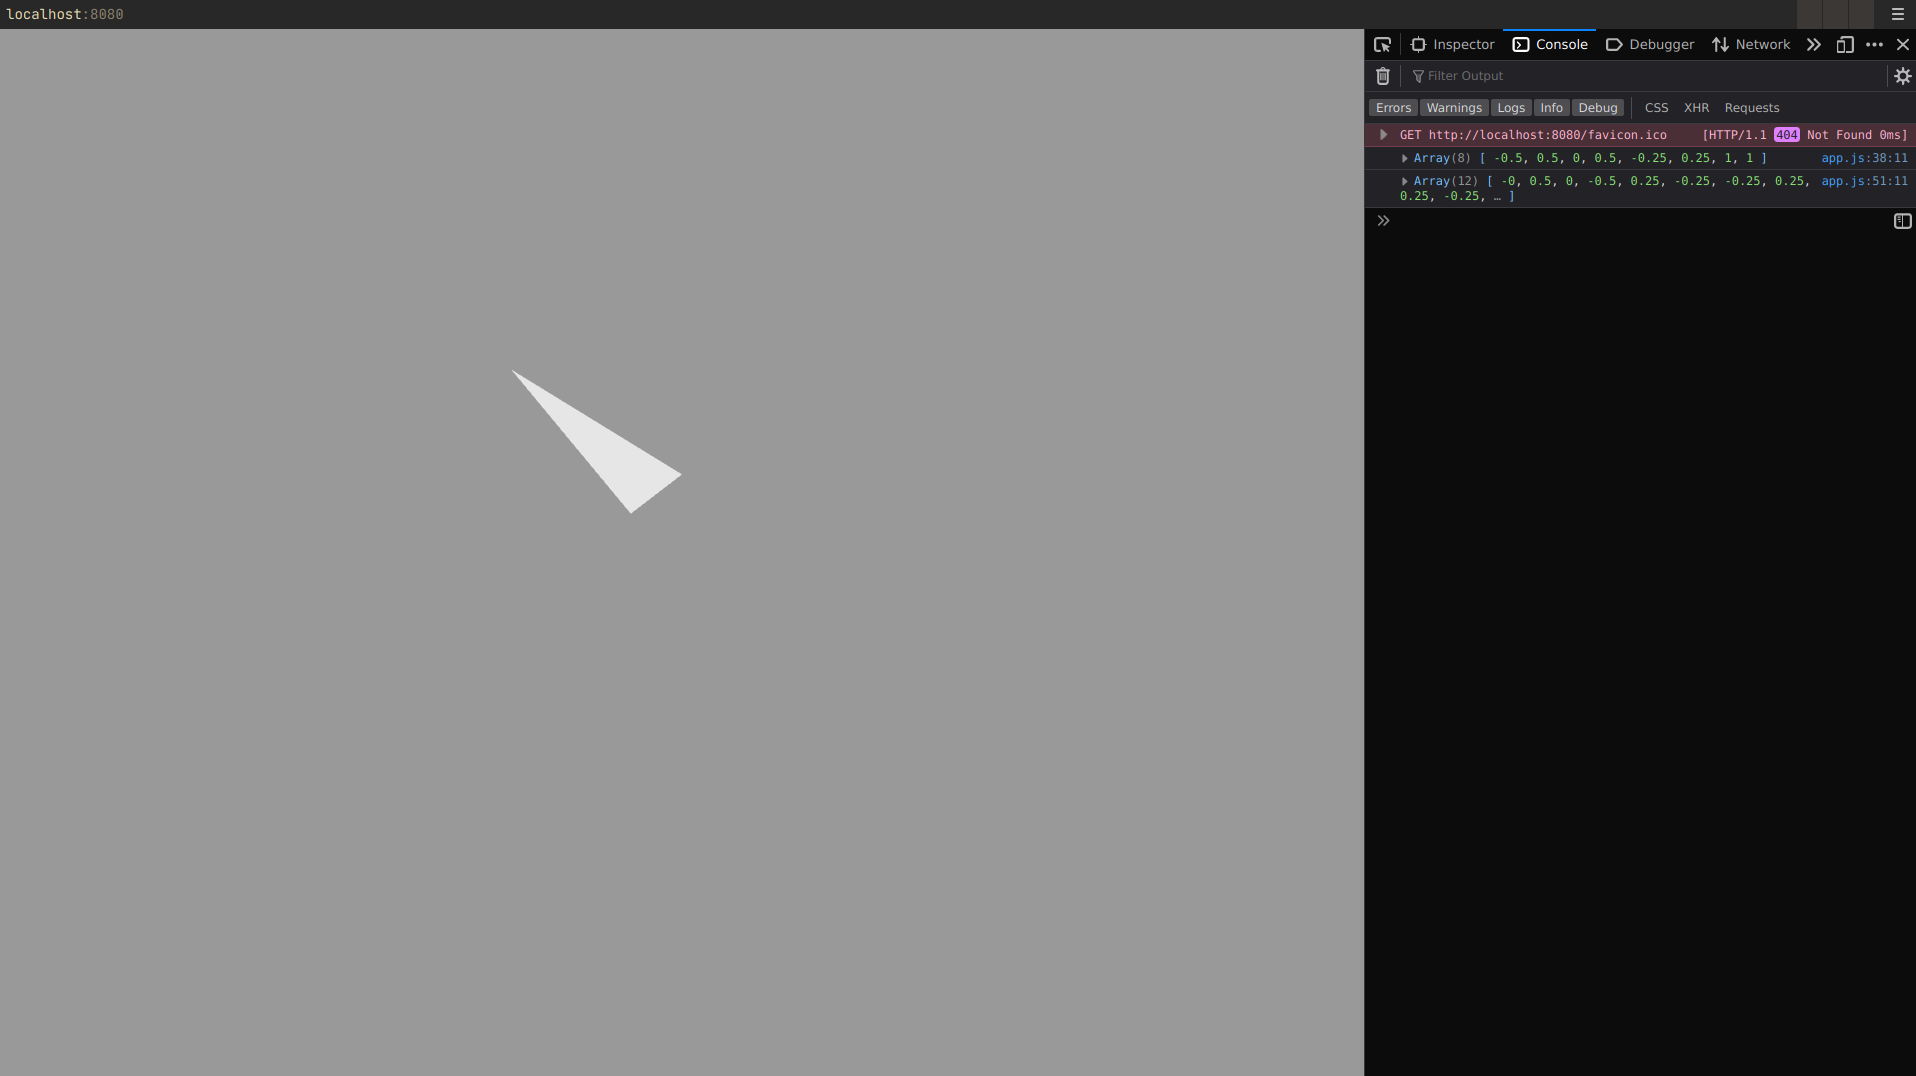 localhost:8080
Inspector Console Debugger Network
Filter Output
Errors Warnings Logs Info Debug CSS XHR Requests
GET http://localhost:8080/favicon.ico [HTTP/1.1 404 Not Found 0ms]
Array(8) [ -0.5, 0.5, 0, 0.5, -0.25, 0.25, 1, 1 ] app.js:38:11
Array(12) [ -0, 0.5, 0, -0.5, 0.25, -0.25, -0.25, 0.25, app.js:51:11
0.25, -0.25, … ]